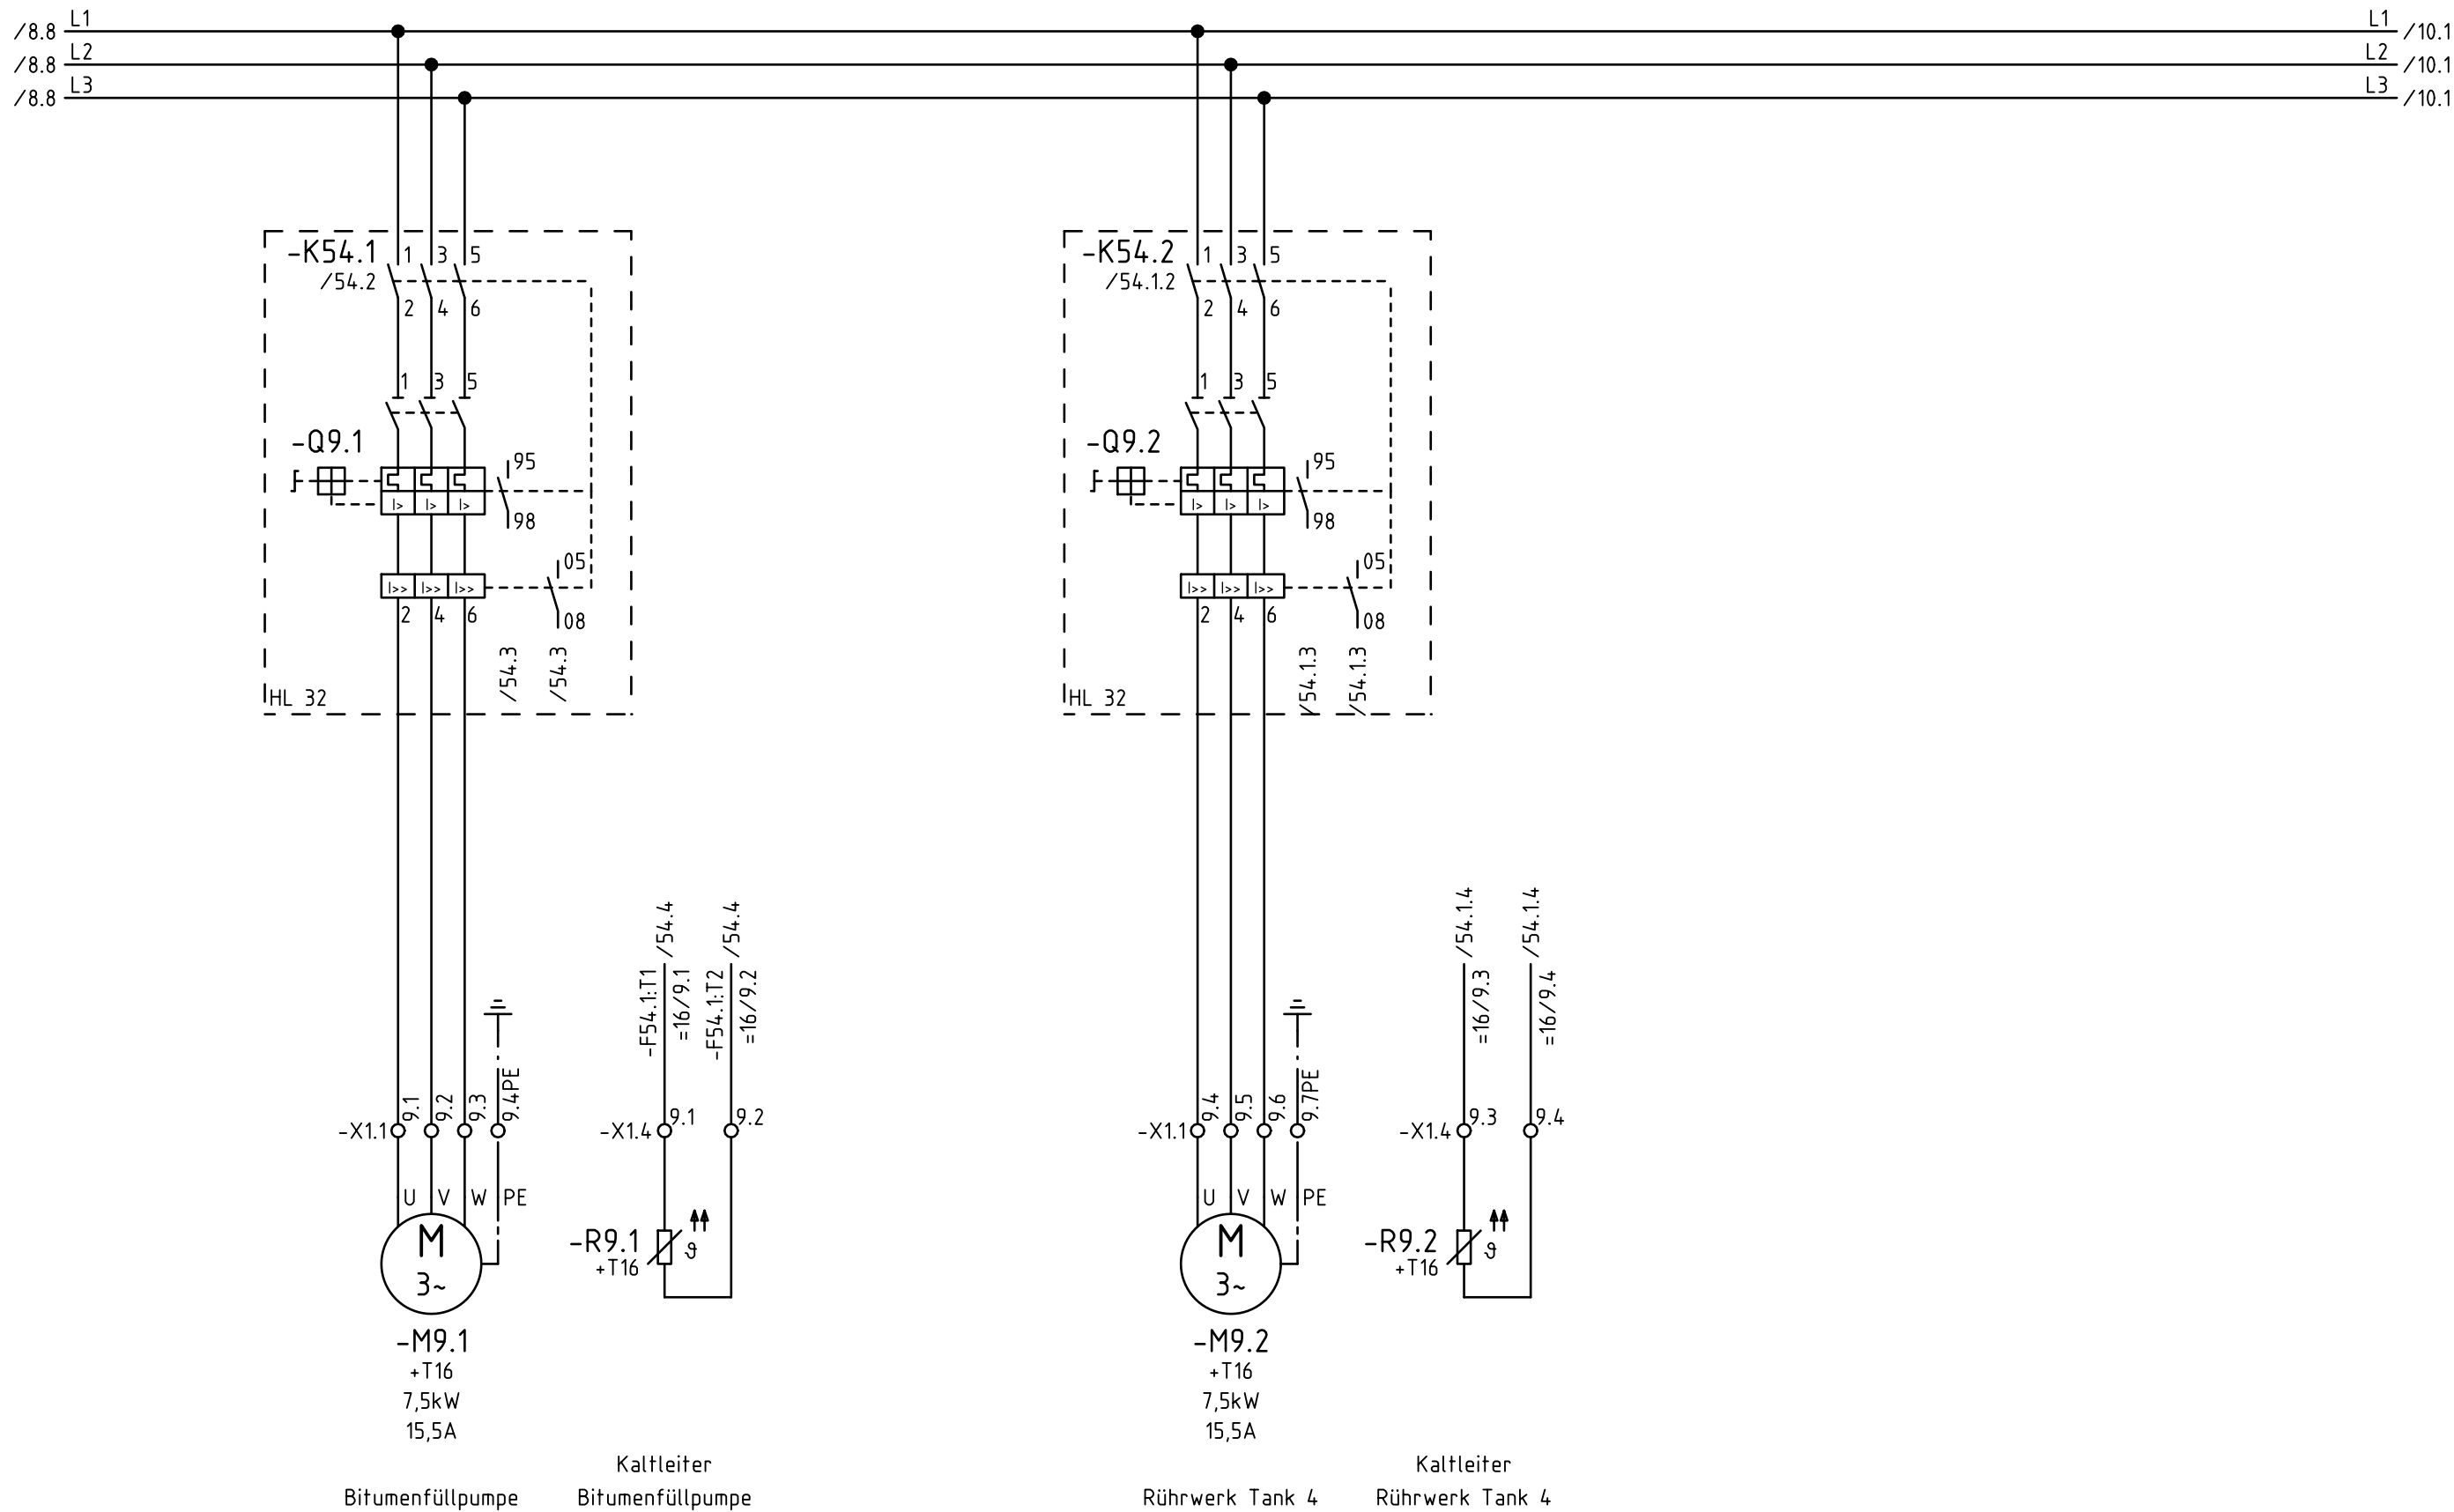 L1 L1
/8.8 /10.1
L2 L2
/8.8 /10.1
L3 L3
/8.8 /10.1
-K54.1 1 3 5
/54.2
2 4 6
1 3 5
-Q9.1
95
I> I> I>
98
05
I>> I>> I>>
2 4 6
08
/54.3 /54.3
HL 32
-K54.2 1 3 5
/54.1.2
2 4 6
1 3 5
-Q9.2
95
I> I> I>
98
05
I>> I>> I>>
2 4 6
08
/54.1.3 /54.1.3
HL 32
/54.4 /54.4
-F54.1:T1 =16/9.1 -F54.1:T2 =16/9.2
9.1 9.2 9.3 9.4PE
-X1.1
9.1 9.2
-X1.4
U V W PE
M
3~
-R9.1 ϑ
+T16
-M9.1
+T16
7,5kW
15,5A
Kaltleiter
Bitumenfüllpumpe Bitumenfüllpumpe
/54.1.4 /54.1.4
=16/9.3 =16/9.4
9.4 9.5 9.6 9.7PE
-X1.1
9.3 9.4
-X1.4
U V W PE
M
3~
-R9.2 ϑ
+T16
-M9.2
+T16
7,5kW
15,5A
Kaltleiter
Rührwerk Tank 4 Rührwerk Tank 4